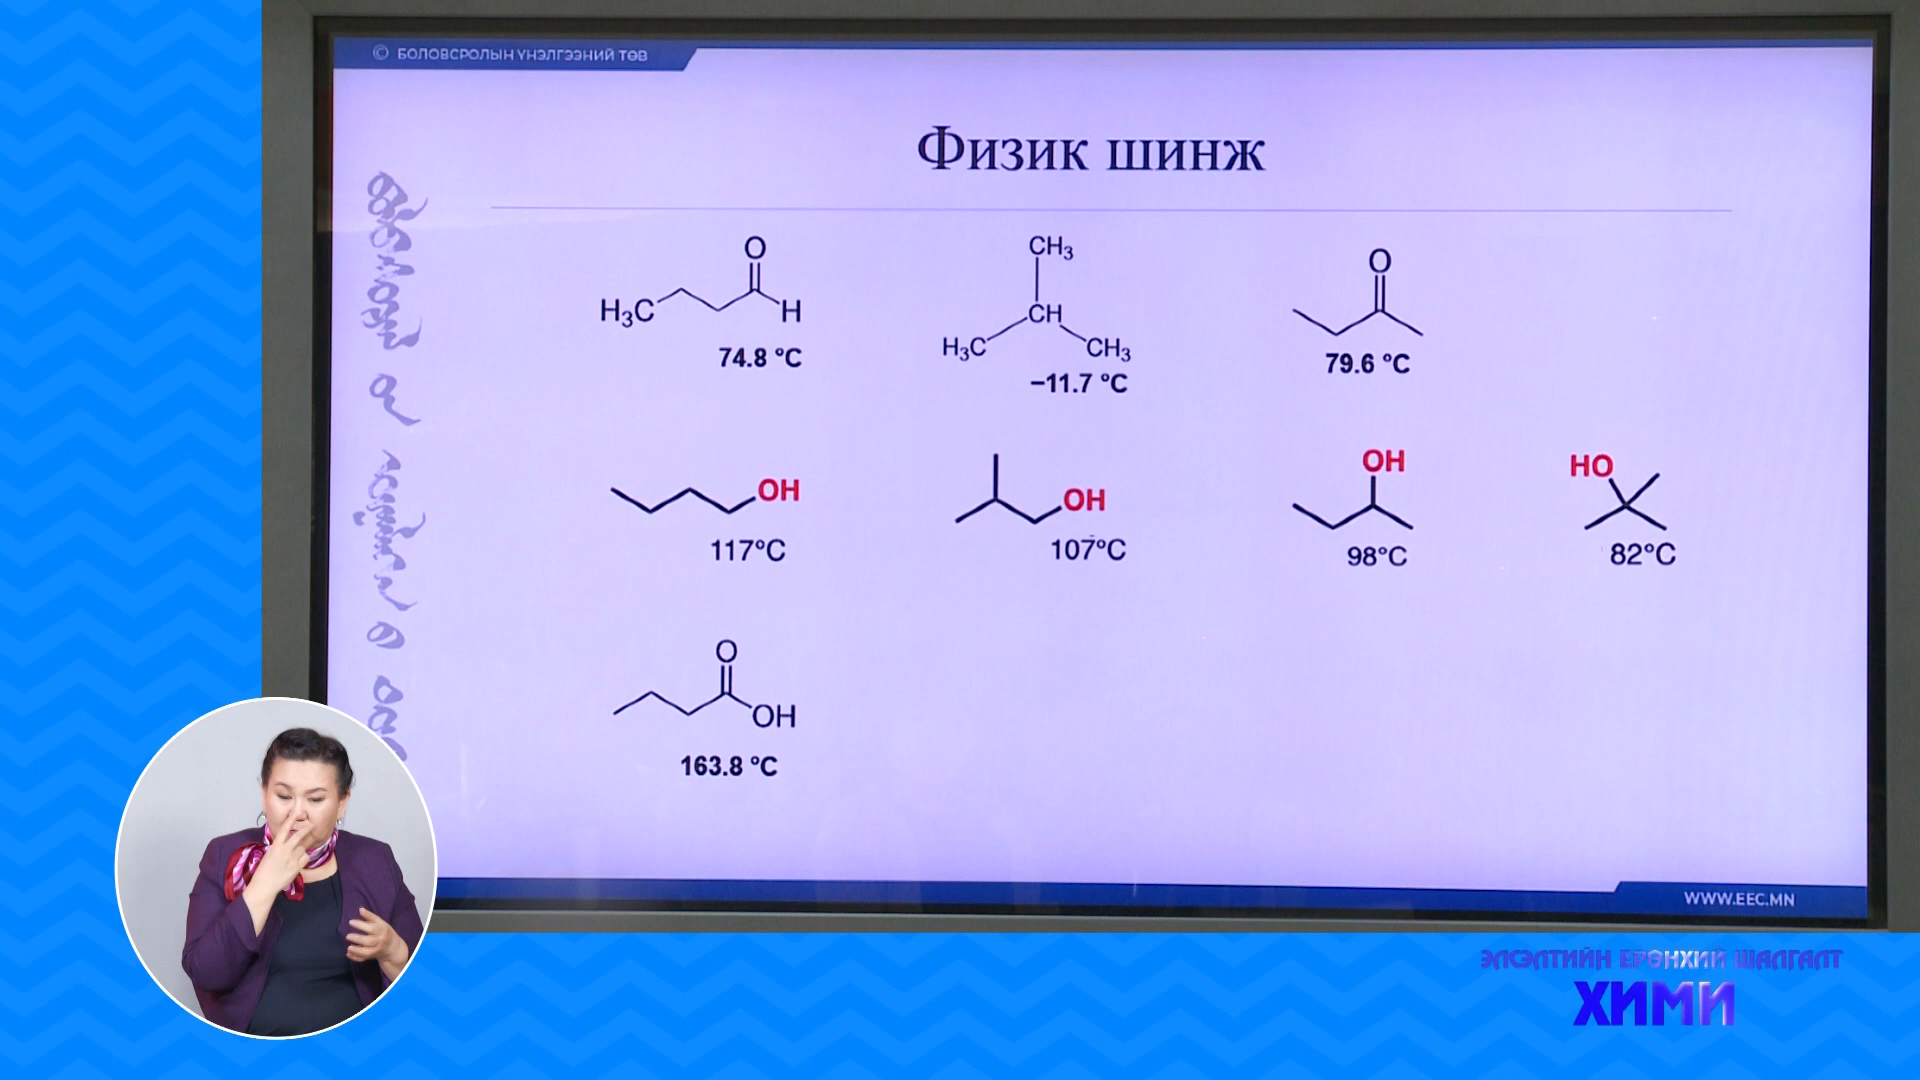 © БОЛОВСРОЛЫН ҮНЭЛГЭЭНИЙ ТӨВ
Физик шинж
O
H₃C H
74.8 °C
CH₃
CH
H₃C CH₃
−11.7 °C
O
79.6 °C
OH
117°C
OH
107°C
OH
98°C
HO
82°C
O
OH
163.8 °C
WWW.EEC.MN
ЭЛСЭЛТИЙН ЕРӨНХИЙ ШАЛГАЛТ
ХИМИ